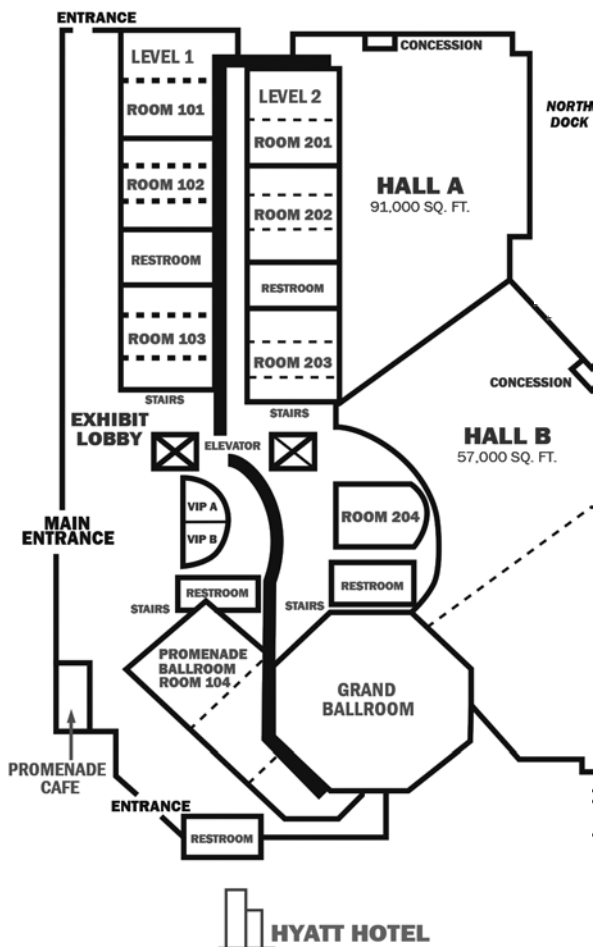 ENTRANCE
LEVEL 1
ROOM 101
ROOM 102
RESTROOM
ROOM 103
STAIRS
LEVEL 2
ROOM 201
ROOM 202
RESTROOM
ROOM 203
STAIRS
CONCESSION
NORTH
DOCK
HALL A
91,000 SQ. FT.
CONCESSION
HALL B
57,000 SQ. FT.
EXHIBIT
LOBBY
ELEVATOR
VIP A
VIP B
ROOM 204
MAIN
ENTRANCE
RESTROOM
RESTROOM
STAIRS
STAIRS
PROMENADE
BALLROOM
ROOM 104
GRAND
BALLROOM
PROMENADE
CAFE
ENTRANCE
RESTROOM
HYATT HOTEL